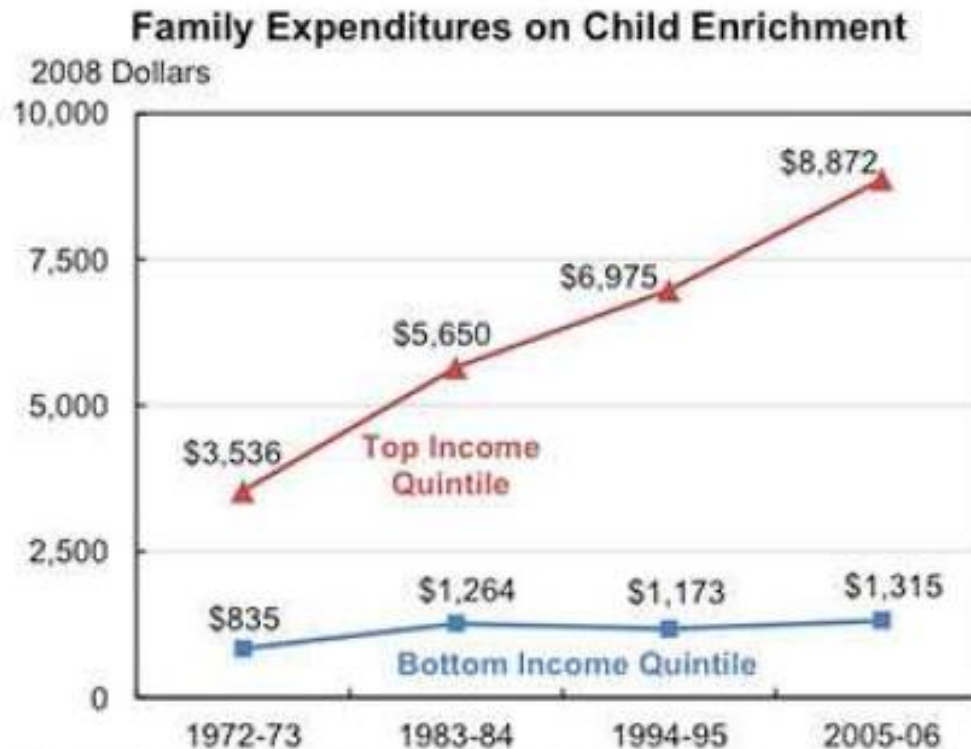 Family Expenditures on Child Enrichment
2008 Dollars
10,000
$8,872
7,500
$6,975
$5,650
5,000
$3,536
Top Income
Quintile
2,500
$835
$1,264
$1,173
$1,315
Bottom Income Quintile
0
1972-73 1983-84 1994-95 2005-06